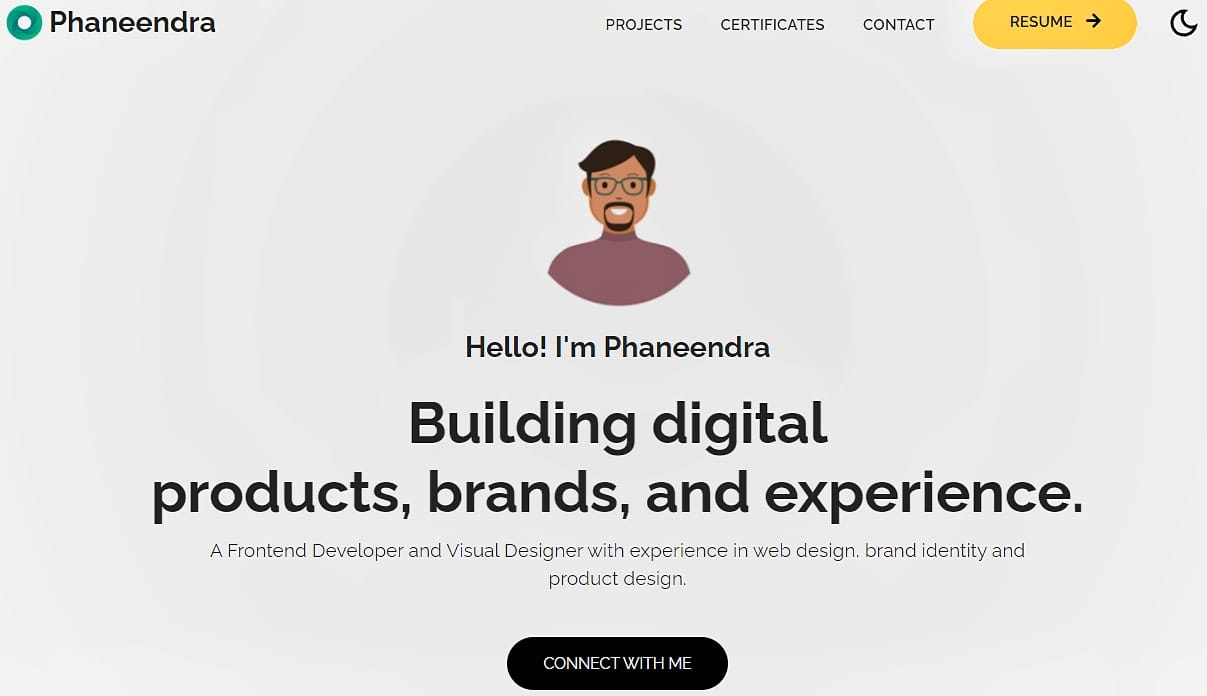 Phaneendra
PROJECTS
CERTIFICATES
CONTACT
RESUME
Hello! I'm Phaneendra
Building digital
products, brands, and experience.
A Frontend Developer and Visual Designer with experience in web design, brand identity and
product design.
CONNECT WITH ME